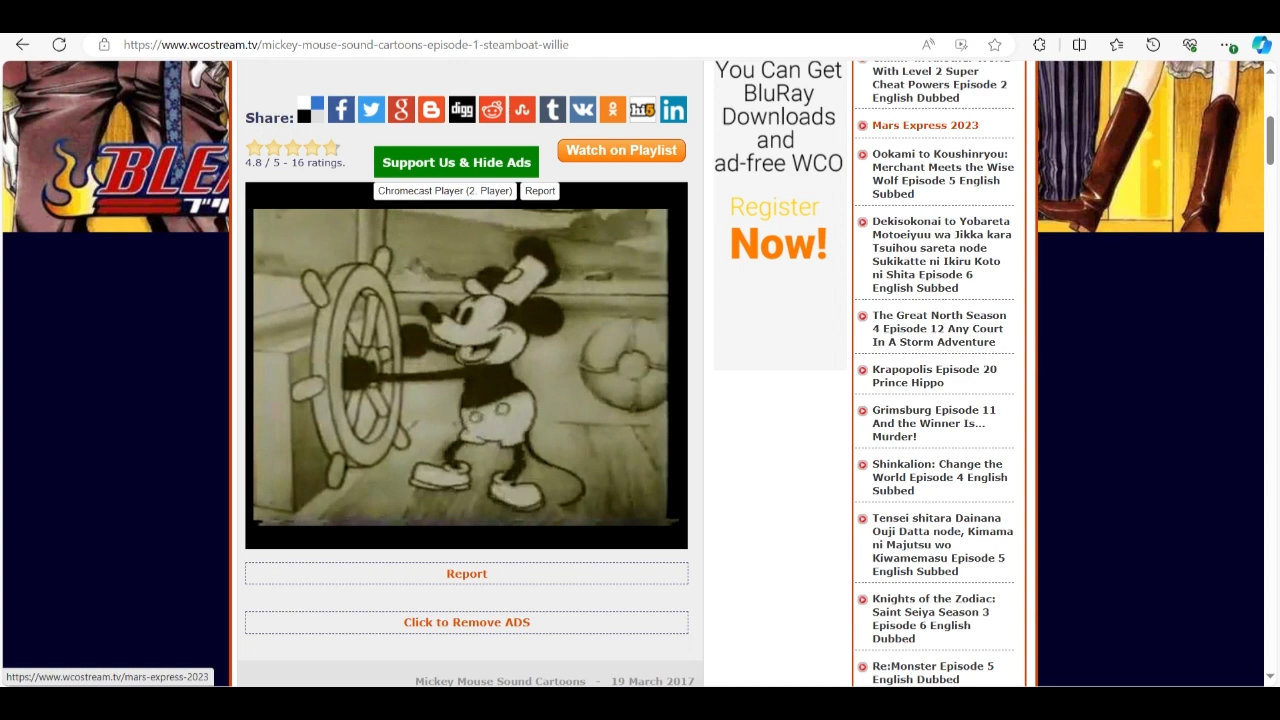 https://www.wcostream.tv/mickey-mouse-sound-cartoons-episode-1-steamboat-willie
Share:
digg
hi5
4.8 / 5 - 16 ratings.
Support Us & Hide Ads
Watch on Playlist
Chromecast Player (2. Player)
Report
Report
Click to Remove ADS
Mickey Mouse Sound Cartoons - 19 March 2017
You Can Get
BluRay
Downloads
and
ad-free WCO
Register
Now!
With Level 2 Super
Cheat Powers Episode 2
English Dubbed
Mars Express 2023
Ookami to Koushinryou:
Merchant Meets the Wise
Wolf Episode 5 English
Subbed
Dekisokonai to Yobareta
Motoeiyuu wa Jikka kara
Tsuihou sareta node
Sukikatte ni Ikiru Koto
ni Shita Episode 6
English Subbed
The Great North Season
4 Episode 12 Any Court
In A Storm Adventure
Krapopolis Episode 20
Prince Hippo
Grimsburg Episode 11
And the Winner Is…
Murder!
Shinkalion: Change the
World Episode 4 English
Subbed
Tensei shitara Dainana
Ouji Datta node, Kimama
ni Majutsu wo
Kiwamemasu Episode 5
English Subbed
Knights of the Zodiac:
Saint Seiya Season 3
Episode 6 English
Dubbed
Re:Monster Episode 5
English Dubbed
https://www.wcostream.tv/mars-express-2023